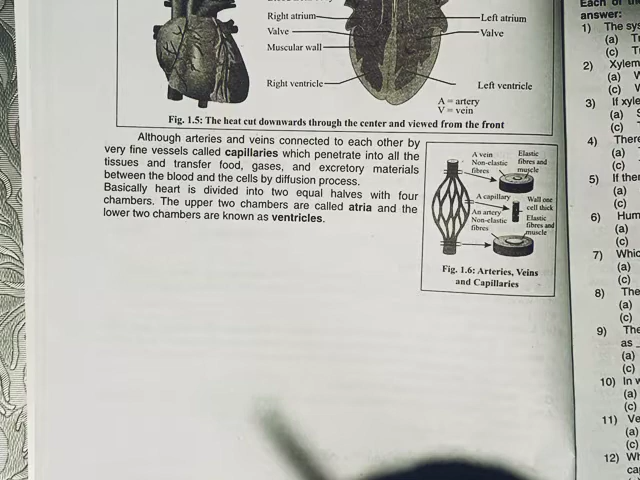 Right atrium
Valve
Muscular wall
Right ventricle
Left atrium
Valve
Left ventricle
A = artery
V = vein
Fig. 1.5: The heat cut downwards through the center and viewed from the front
Although arteries and veins connected to each other by
very fine vessels called capillaries which penetrate into all the
tissues and transfer food, gases, and excretory materials
between the blood and the cells by diffusion process.
Basically heart is divided into two equal halves with four
chambers. The upper two chambers are called atria and the
lower two chambers are known as ventricles.
A vein
Non-elastic
fibres
Elastic
fibres and
muscle
A capillary
Wall one
cell thick
An artery
Non-elastic
fibres
Elastic
fibres and
muscle
Fig. 1.6: Arteries, Veins
and Capillaries
Each of the
answer:
1) The
(a)
(c)
2) Xylem
(a)
(c)
3) If
(a)
(c)
4) There
(a)
(c)
5) If
(a)
(c)
6)
(a)
(c)
7)
(a)
(c)
8) The
(a)
(c)
9) The
as
(a)
(c)
10) In
(a)
(c)
11)
(a)
(c)
12)